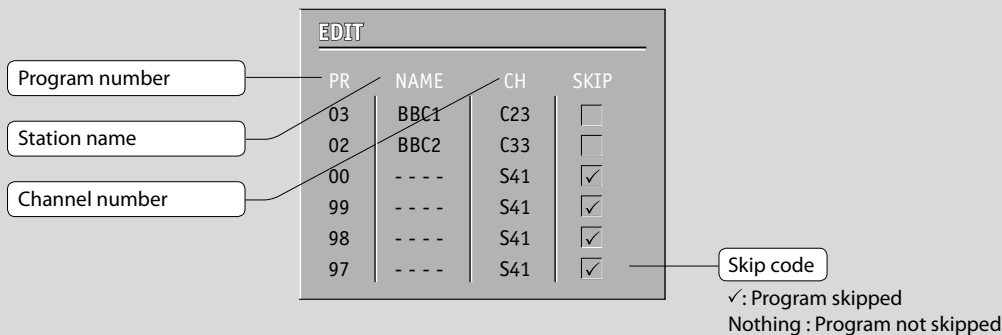 EDIT
Program number
Station name
Channel number
PR NAME CH SKIP
03 BBC1 C23
02 BBC2 C33
00 - - - - S41 ✓
99 - - - - S41 ✓
98 - - - - S41 ✓
97 - - - - S41 ✓
Skip code
✓: Program skipped
Nothing : Program not skipped